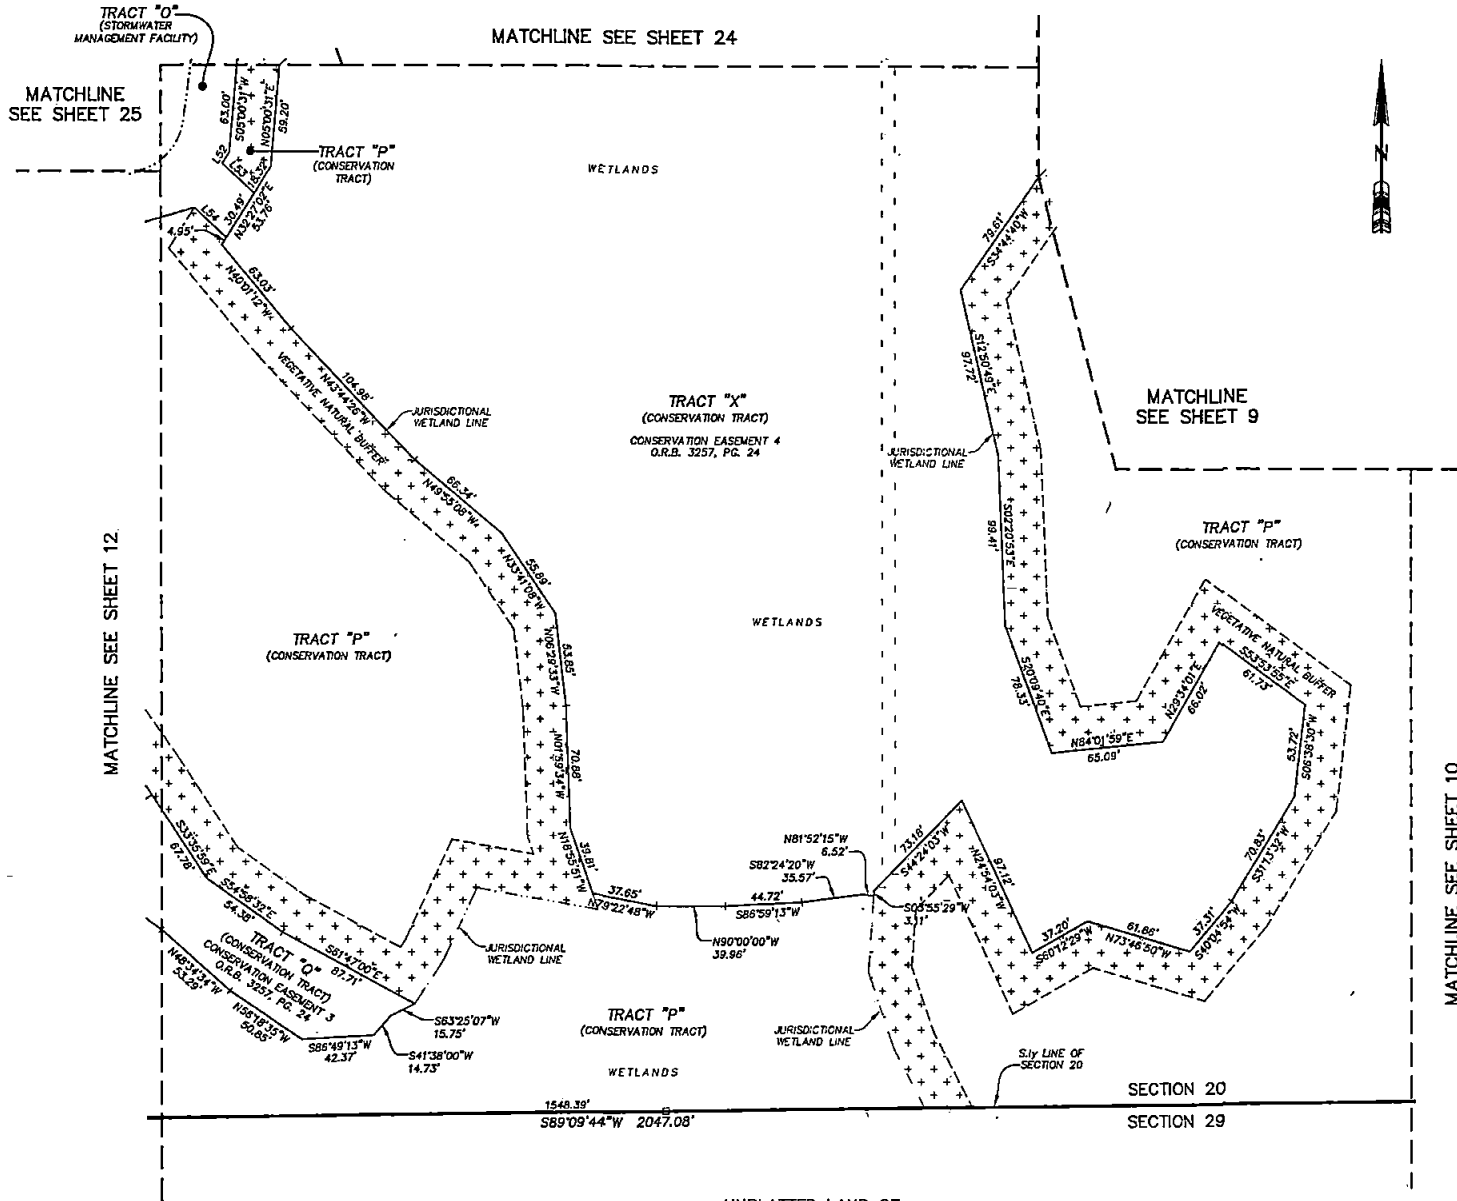 TRACT "O"
(STORMWATER
MANAGEMENT FACILITY)
MATCHLINE SEE SHEET 24
MATCHLINE
SEE SHEET 25
63.00'
S05°00'31"W
N05°00'31"E
59.20'
L52
L53
18.32'
TRACT "P"
(CONSERVATION
TRACT)
WETLANDS
N
L54
30.49'
N32°27'02"E
53.76'
4.95'
63.03'
N40°01'12"W
79.61'
S34°44'40"W
VEGETATIVE NATURAL BUFFER
104.98'
N43°44'26"W
JURISDICTIONAL
WETLAND LINE
S12°50'49"E
97.72'
TRACT "X"
(CONSERVATION TRACT)
CONSERVATION EASEMENT 4
O.R.B. 3257, PG. 24
MATCHLINE
SEE SHEET 9
JURISDICTIONAL
WETLAND LINE
66.34'
N49°55'08"W
S02°20'53"E
99.41'
TRACT "P"
(CONSERVATION TRACT)
55.89'
N33°41'08"W
MATCHLINE SEE SHEET 12
WETLANDS
TRACT "P"
(CONSERVATION TRACT)
53.85'
N06°29'33"W
S20°09'40"E
78.33'
VEGETATIVE NATURAL BUFFER
S53°53'55"E
61.73'
N29°34'01"E
66.02'
N84°01'59"E
65.09'
53.72'
S06°38'30"W
70.68'
N01°59'34"W
MATCHLINE SEE SHEET 10
S33°35'59"E
67.78'
39.81'
N18°55'51"W
N81°52'15"W
6.52'
S82°24'20"W
35.57'
73.18'
S44°24'03"W
97.12'
N24°54'03"W
70.83'
S31°13'32"W
S54°58'32"E
54.38'
37.65'
N79°22'48"W
44.72'
S86°59'13"W
S03°55'29"W
N90°00'00"W
39.96'
37.20'
S60°12'29"W
61.66'
N73°46'50"W
37.31'
S40°04'54"W
S61°47'00"E
87.71'
JURISDICTIONAL
WETLAND LINE
TRACT "Q"
(CONSERVATION TRACT)
CONSERVATION EASEMENT 3
O.R.B. 3257, PG. 24
N48°34'34"W
53.29'
N56°18'35"W
50.85'
S86°49'13"W
42.37'
S63°25'07"W
15.75'
S41°38'00"W
14.73'
TRACT "P"
(CONSERVATION TRACT)
JURISDICTIONAL
WETLAND LINE
WETLANDS
S.ly LINE OF
SECTION 20
SECTION 20
1548.39'
S89°09'44"W 2047.08'
SECTION 29